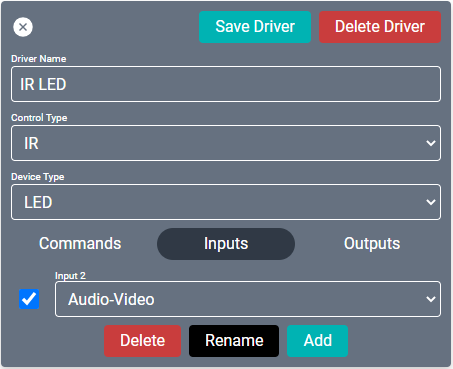 Save Driver Delete Driver
Driver Name
IR LED
Control Type
IR
Device Type
LED
Commands Inputs Outputs
Input 2
Audio-Video
Delete Rename Add